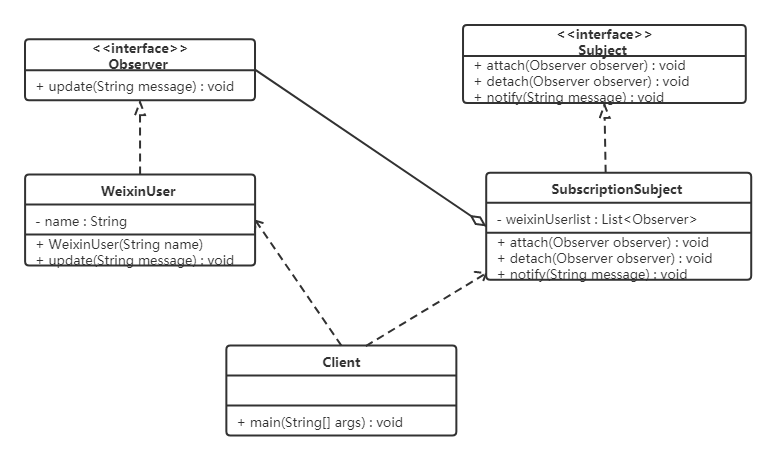 <<interface>>
Observer
+ update(String message) : void
<<interface>>
Subject
+ attach(Observer observer) : void
+ detach(Observer observer) : void
+ notify(String message) : void
WeixinUser
- name : String
+ WeixinUser(String name)
+ update(String message) : void
SubscriptionSubject
- weixinUserlist : List<Observer>
+ attach(Observer observer) : void
+ detach(Observer observer) : void
+ notify(String message) : void
Client
+ main(String[] args) : void